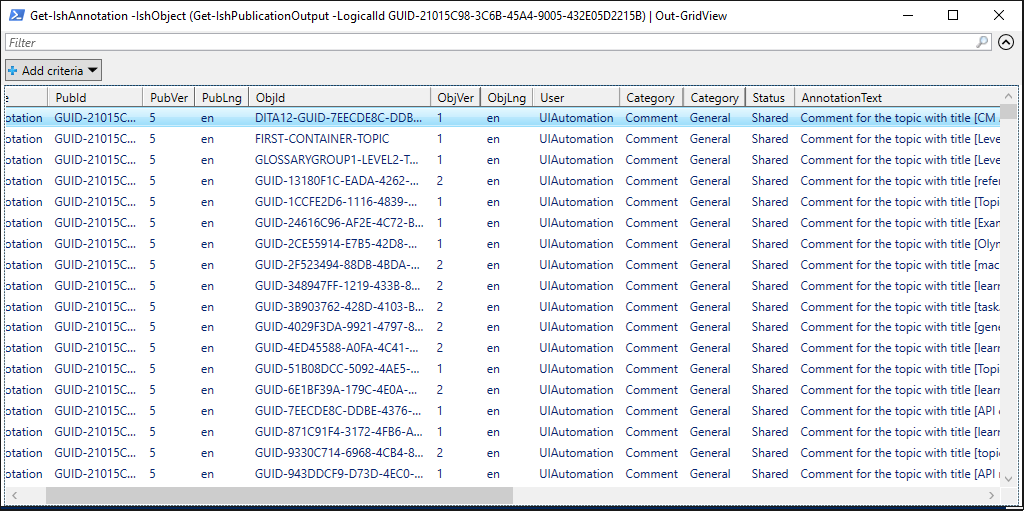 Get-IshAnnotation -IshObject (Get-IshPublicationOutput -LogicalId GUID-21015C98-3C6B-45A4-9005-432E05D2215B) | Out-GridView
Filter
Add criteria
e PubId PubVer PubLng ObjId ObjVer ObjLng User Category Category Status AnnotationText
otation GUID-21015C... 5 en DITA12-GUID-7EECDE8C-DDB... 1 en UIAutomation Comment General Shared Comment for the topic with title [CM
otation GUID-21015C... 5 en FIRST-CONTAINER-TOPIC 1 en UIAutomation Comment General Shared Comment for the topic with title [Leve
otation GUID-21015C... 5 en GLOSSARYGROUP1-LEVEL2-T... 1 en UIAutomation Comment General Shared Comment for the topic with title [Leve
otation GUID-21015C... 5 en GUID-13180F1C-EADA-4262-... 2 en UIAutomation Comment General Shared Comment for the topic with title [refer
otation GUID-21015C... 5 en GUID-1CCFE2D6-1116-4839-... 1 en UIAutomation Comment General Shared Comment for the topic with title [Topi
otation GUID-21015C... 5 en GUID-24616C96-AF2E-4C72-B... 1 en UIAutomation Comment General Shared Comment for the topic with title [Exan
otation GUID-21015C... 5 en GUID-2CE55914-E7B5-42D8-... 1 en UIAutomation Comment General Shared Comment for the topic with title [Olyn
otation GUID-21015C... 5 en GUID-2F523494-88DB-4BDA-... 2 en UIAutomation Comment General Shared Comment for the topic with title [mac
otation GUID-21015C... 5 en GUID-348947FF-1219-433B-8... 2 en UIAutomation Comment General Shared Comment for the topic with title [learr
otation GUID-21015C... 5 en GUID-3B903762-428D-4103-B... 2 en UIAutomation Comment General Shared Comment for the topic with title [task.
otation GUID-21015C... 5 en GUID-4029F3DA-9921-4797-8... 2 en UIAutomation Comment General Shared Comment for the topic with title [gene
otation GUID-21015C... 5 en GUID-4ED45588-A0FA-4C41-... 2 en UIAutomation Comment General Shared Comment for the topic with title [learr
otation GUID-21015C... 5 en GUID-51B08DCC-5092-4AE5-... 1 en UIAutomation Comment General Shared Comment for the topic with title [Topi
otation GUID-21015C... 5 en GUID-6E1BF39A-179C-4E0A-... 2 en UIAutomation Comment General Shared Comment for the topic with title [learr
otation GUID-21015C... 5 en GUID-7EECDE8C-DDBE-4376-... 1 en UIAutomation Comment General Shared Comment for the topic with title [API
otation GUID-21015C... 5 en GUID-871C91F4-3172-4FB6-A... 1 en UIAutomation Comment General Shared Comment for the topic with title [learr
otation GUID-21015C... 5 en GUID-9330C714-6968-4CB4-8... 2 en UIAutomation Comment General Shared Comment for the topic with title [topi
otation GUID-21015C... 5 en GUID-943DDCF9-D73D-4EC0-... 1 en UIAutomation Comment General Shared Comment for the topic with title [API